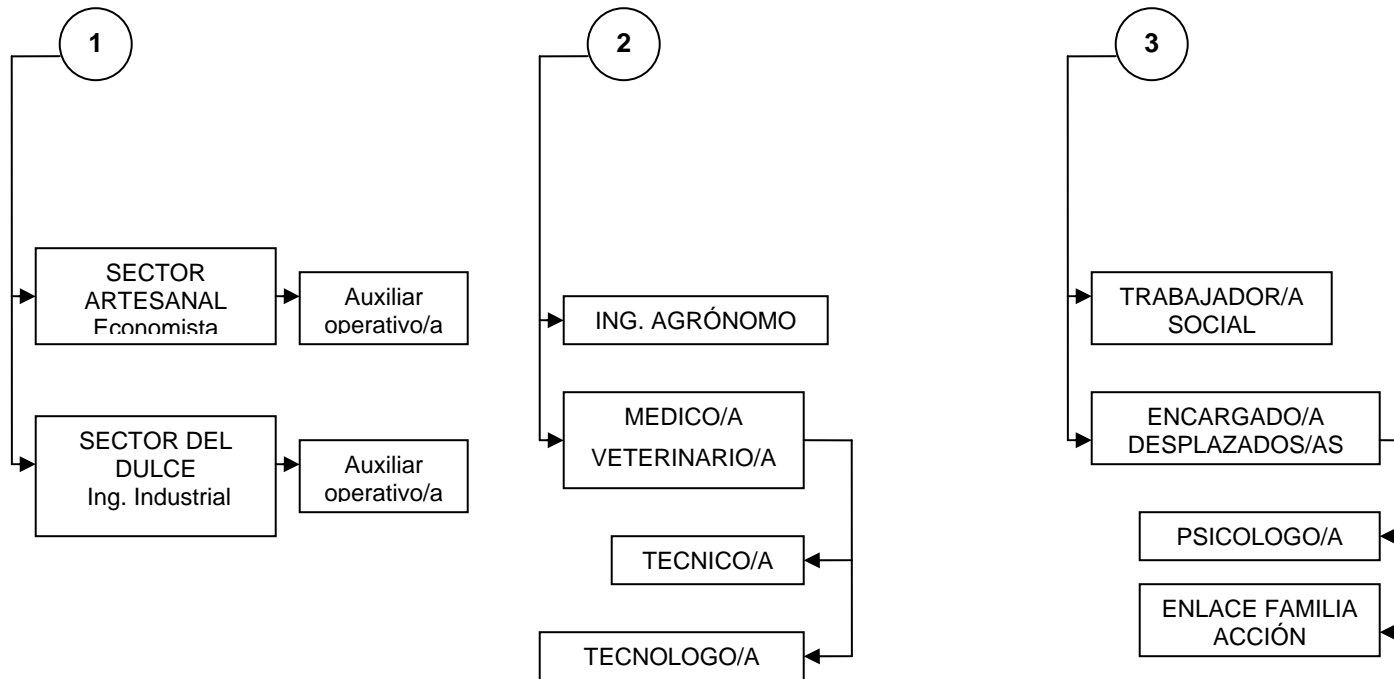 1
SECTOR
ARTESANAL
Economista
Auxiliar
operativo/a
SECTOR DEL
DULCE
Ing. Industrial
Auxiliar
operativo/a
2
ING. AGRÓNOMO
MEDICO/A
VETERINARIO/A
TECNICO/A
TECNOLOGO/A
3
TRABAJADOR/A
SOCIAL
ENCARGADO/A
DESPLAZADOS/AS
PSICOLOGO/A
ENLACE FAMILIA
ACCIÓN